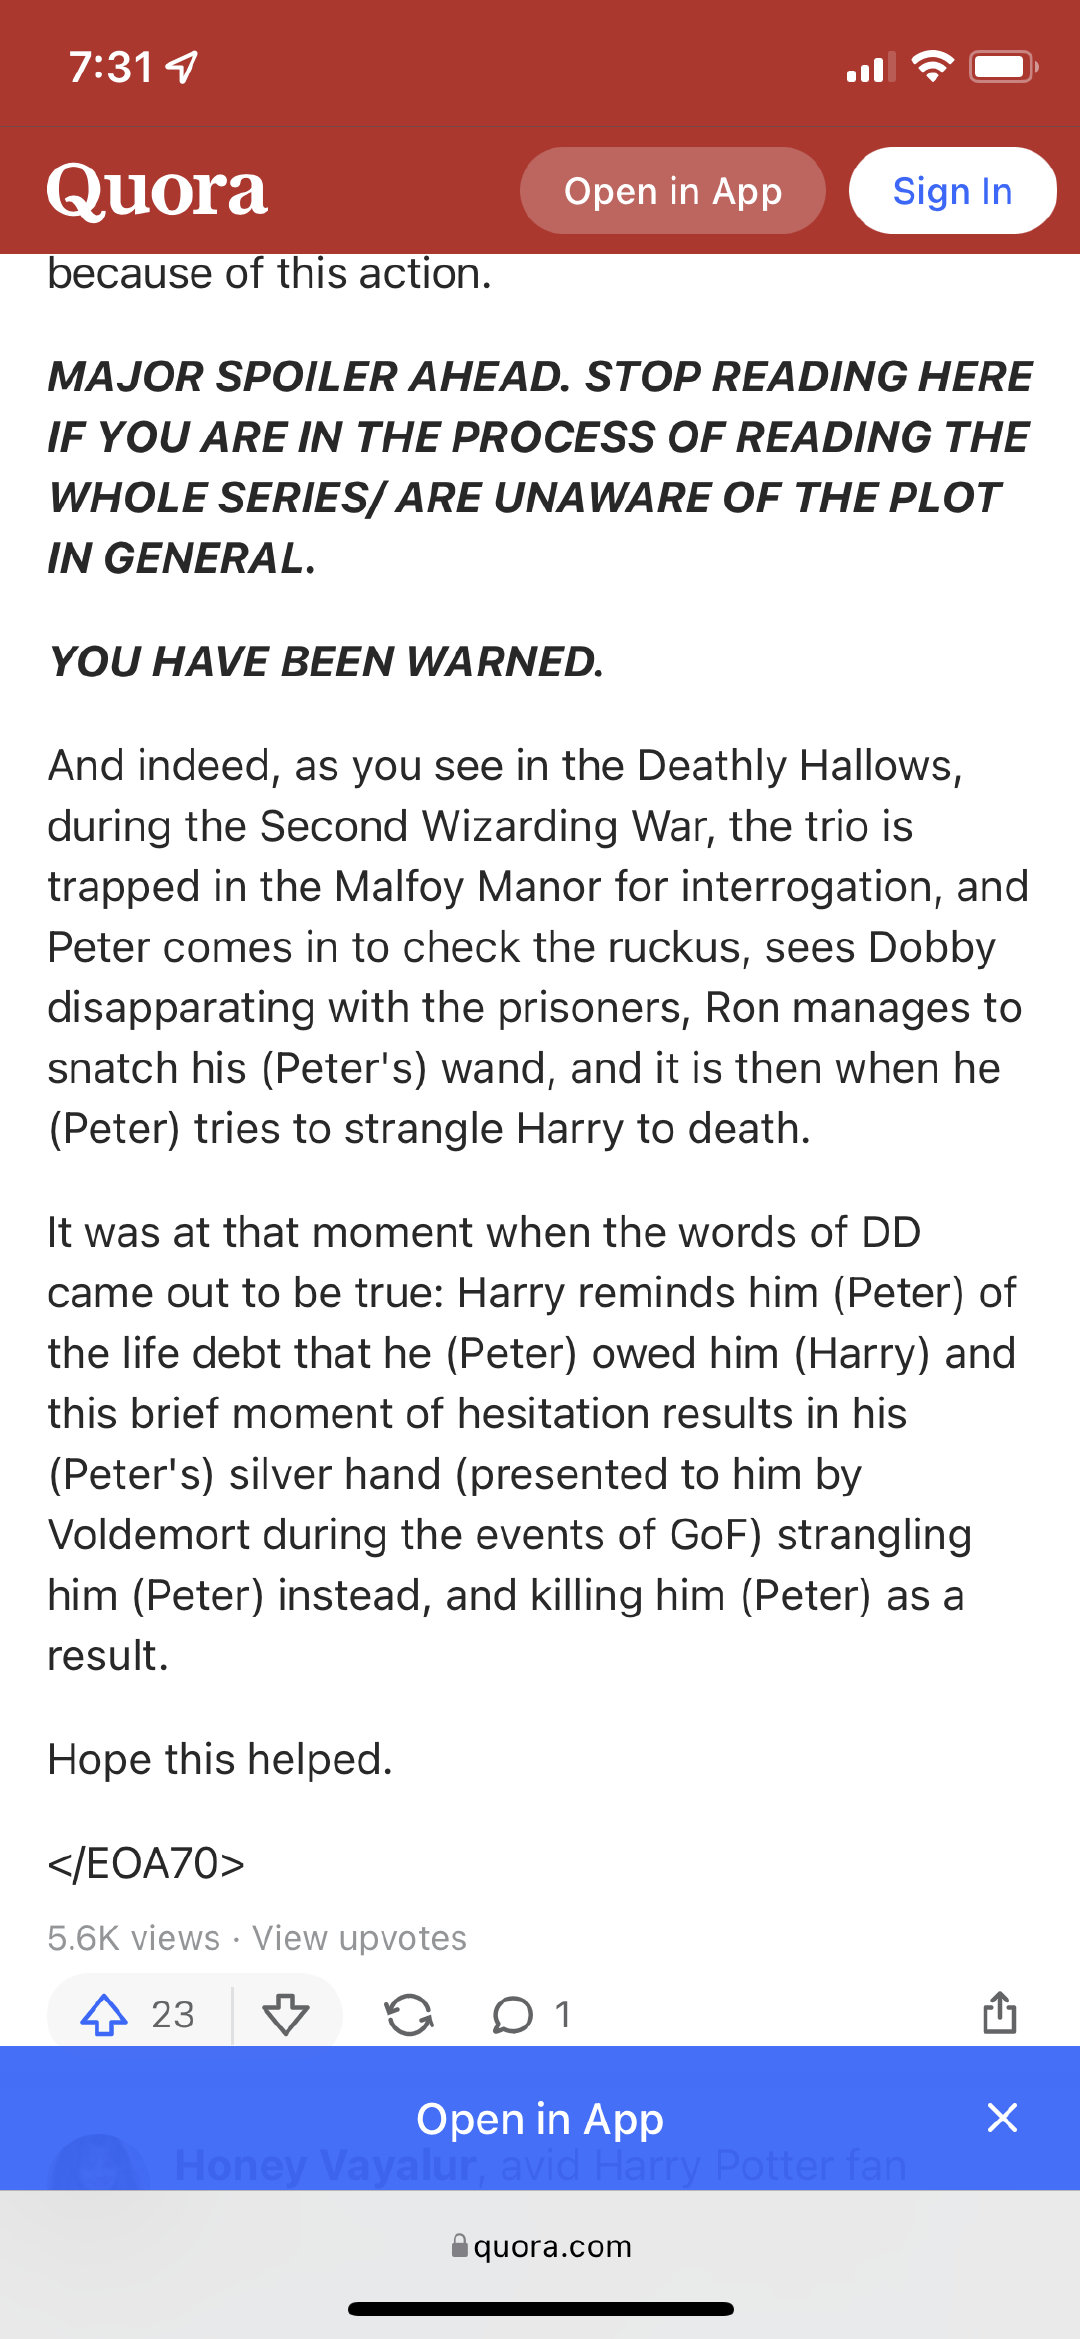 7:31
Quora
Open in App
Sign In
because of this action.
MAJOR SPOILER AHEAD. STOP READING HERE
IF YOU ARE IN THE PROCESS OF READING THE
WHOLE SERIES/ ARE UNAWARE OF THE PLOT
IN GENERAL.
YOU HAVE BEEN WARNED.
And indeed, as you see in the Deathly Hallows,
during the Second Wizarding War, the trio is
trapped in the Malfoy Manor for interrogation, and
Peter comes in to check the ruckus, sees Dobby
disapparating with the prisoners, Ron manages to
snatch his (Peter's) wand, and it is then when he
(Peter) tries to strangle Harry to death.
It was at that moment when the words of DD
came out to be true: Harry reminds him (Peter) of
the life debt that he (Peter) owed him (Harry) and
this brief moment of hesitation results in his
(Peter's) silver hand (presented to him by
Voldemort during the events of GoF) strangling
him (Peter) instead, and killing him (Peter) as a
result.
Hope this helped.
</EOA70>
5.6K views · View upvotes
23
1
Open in App
Honey Vayalur, avid Harry Potter fan
quora.com